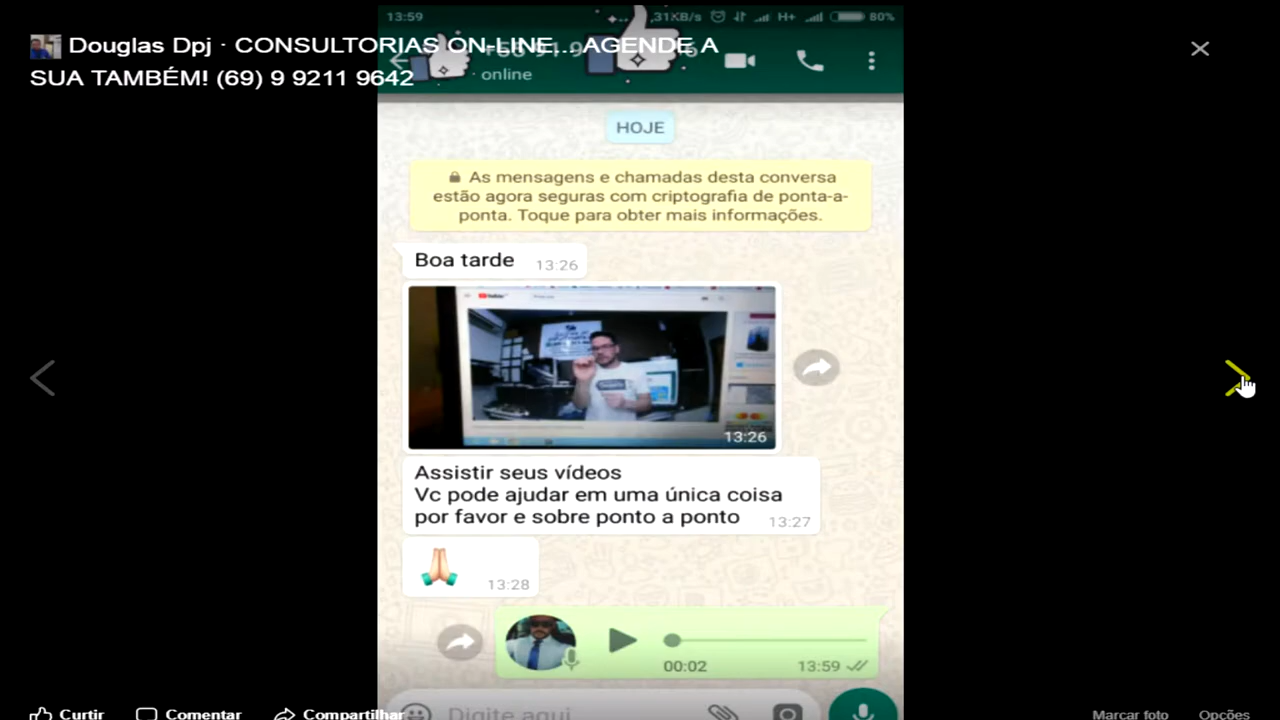 13:59
31KB/s
H+
80%
Douglas Dpj · CONSULTORIAS ON-LINE... AGENDE A
SUA TAMBÉM! (69) 9 9211 9642
online
HOJE
As mensagens e chamadas desta conversa
estão agora seguras com criptografia de ponta-a-
ponta. Toque para obter mais informações.
Boa tarde 13:26
YouTube
13:26
Assistir seus vídeos
Vc pode ajudar em uma única coisa
por favor e sobre ponto a ponto 13:27
13:28
00:02 13:59
Digite aqui
Curtir Comentar Compartilhar Marcar foto Opções